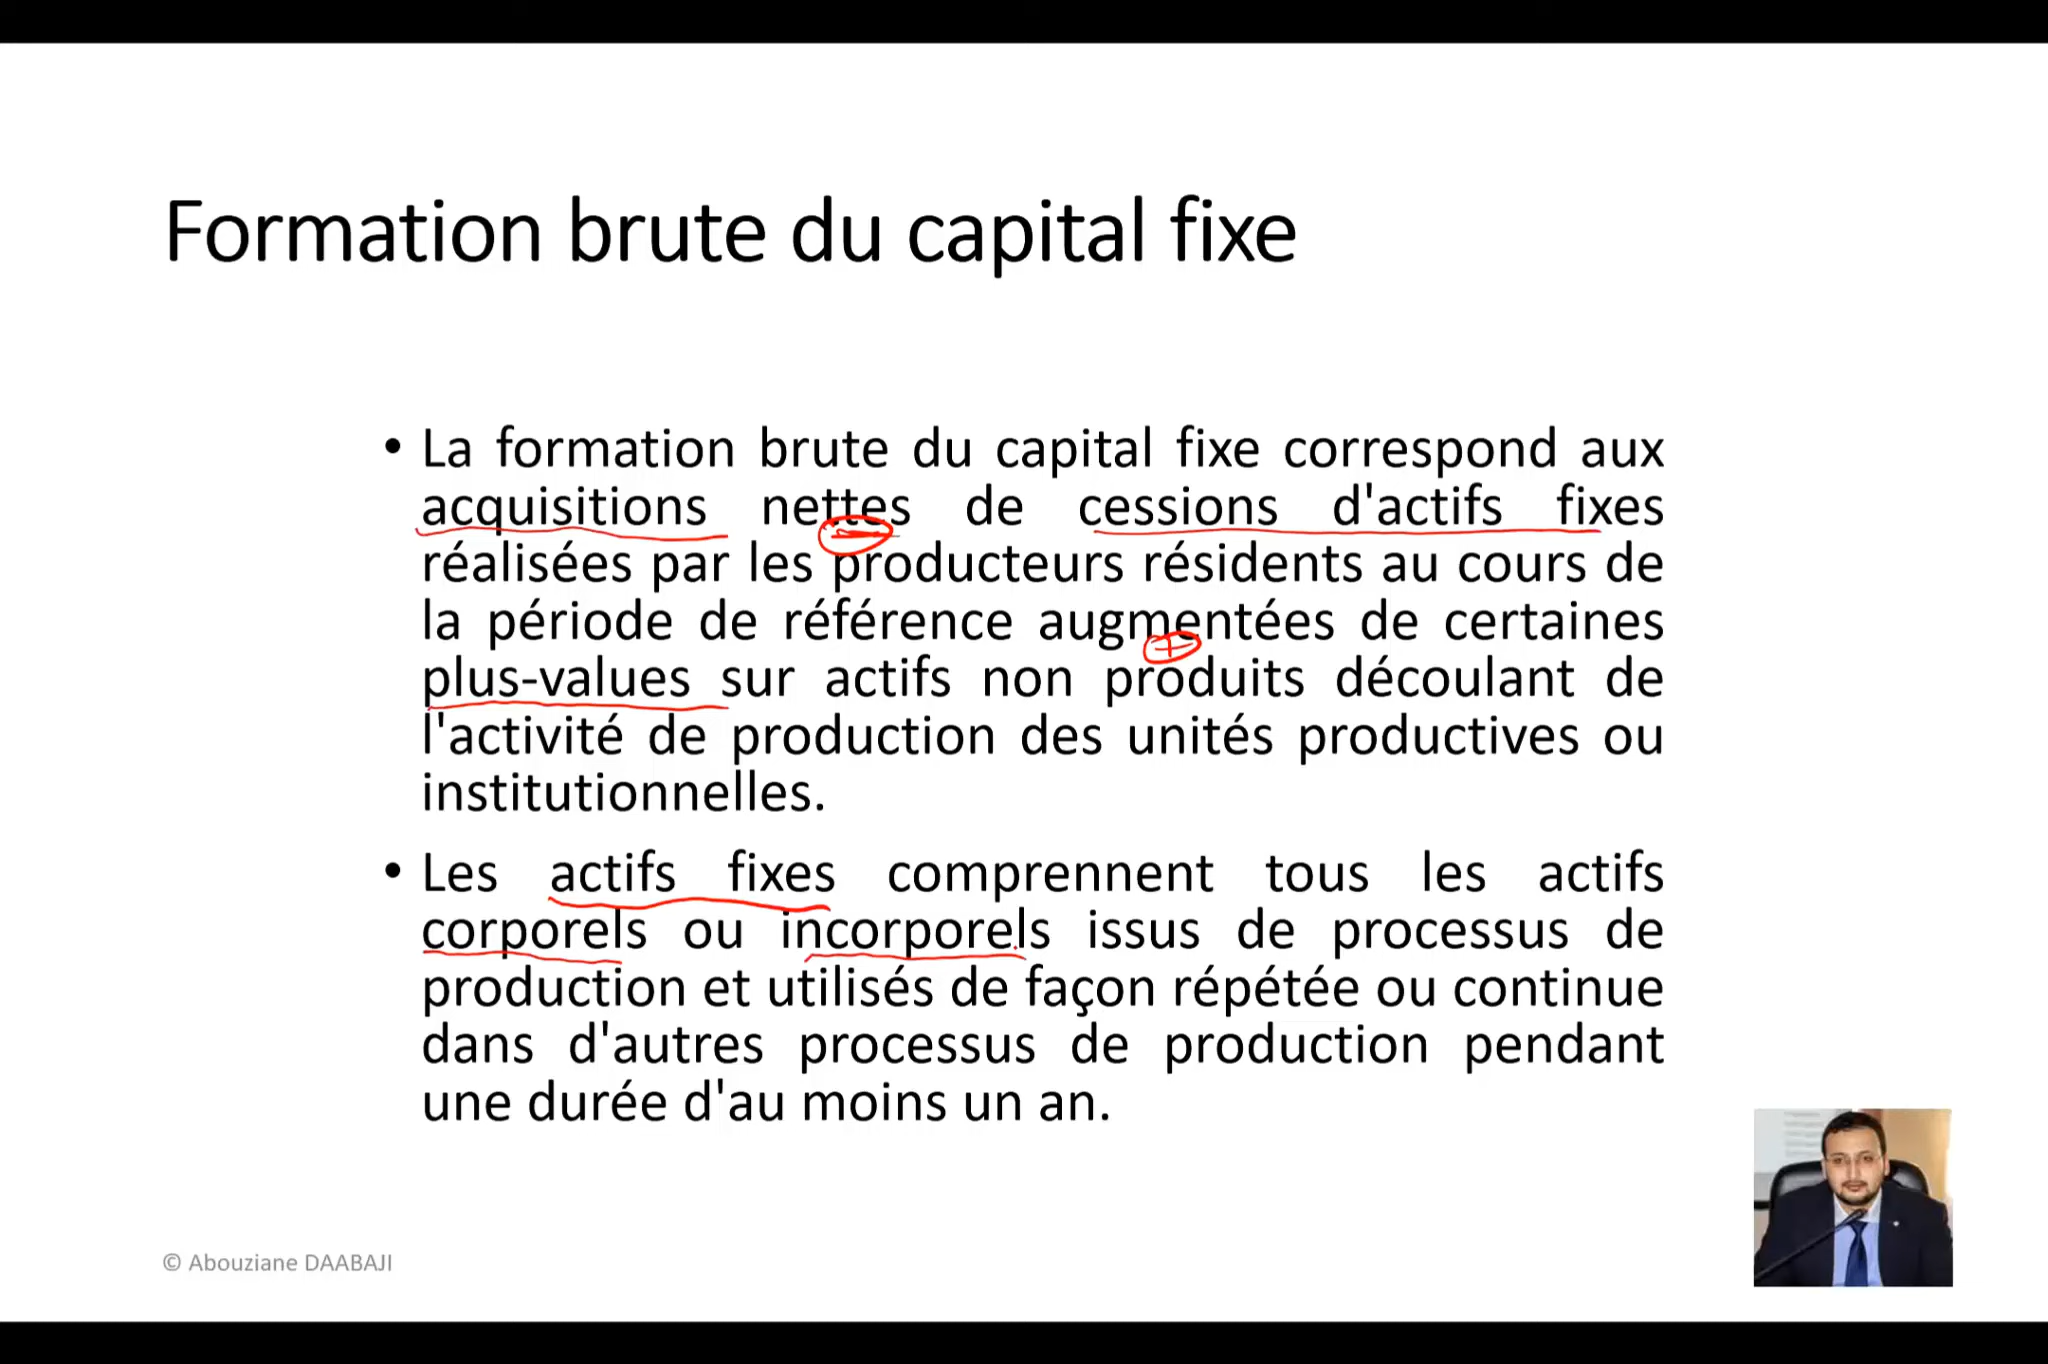 Formation brute du capital fixe
• La formation brute du capital fixe correspond aux
acquisitions nettes de cessions d'actifs fixes
réalisées par les producteurs résidents au cours de
la période de référence augmentées de certaines
plus-values sur actifs non produits découlant de
l'activité de production des unités productives ou
institutionnelles.
• Les actifs fixes comprennent tous les actifs
corporels ou incorporels issus de processus de
production et utilisés de façon répétée ou continue
dans d'autres processus de production pendant
une durée d'au moins un an.
© Abouziane DAABAJI